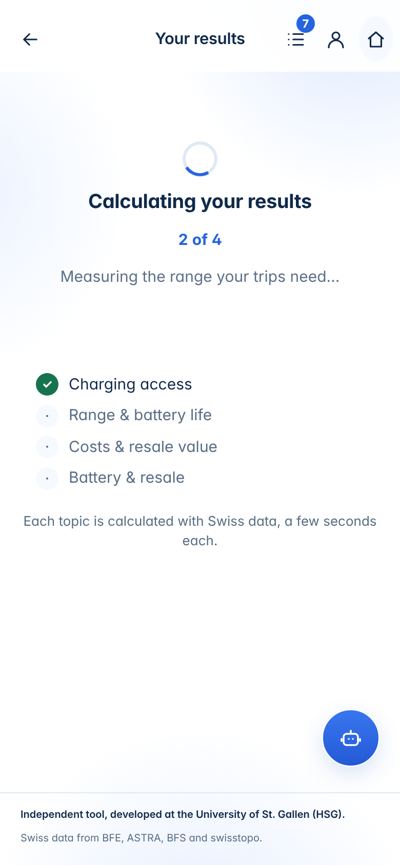 Your results
7
Calculating your results
2 of 4
Measuring the range your trips need...
Charging access
Range & battery life
Costs & resale value
Battery & resale
Each topic is calculated with Swiss data, a few seconds
each.
Independent tool, developed at the University of St. Gallen (HSG).
Swiss data from BFE, ASTRA, BFS and swisstopo.